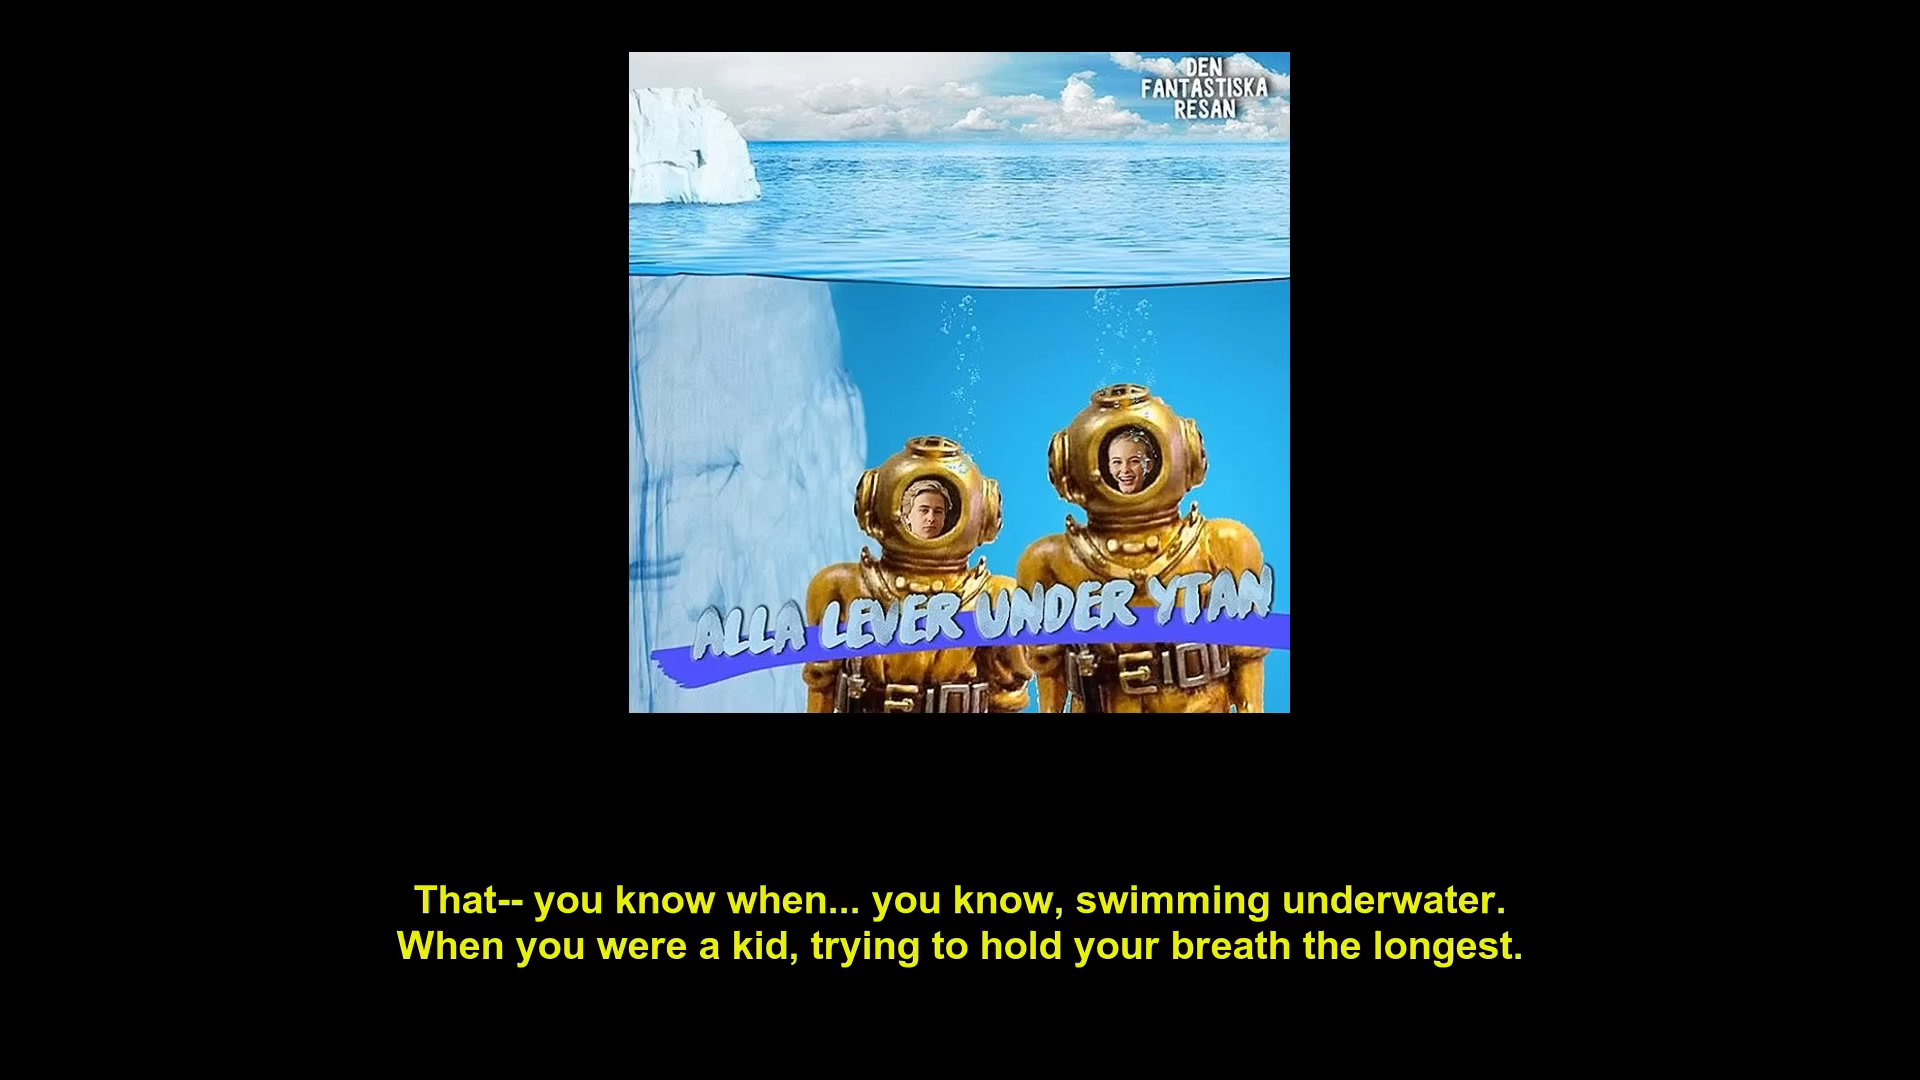 DEN
FANTASTISKA
RESAN
ALLA LEVER UNDER YTAN
That-- you know when... you know, swimming underwater.
When you were a kid, trying to hold your breath the longest.